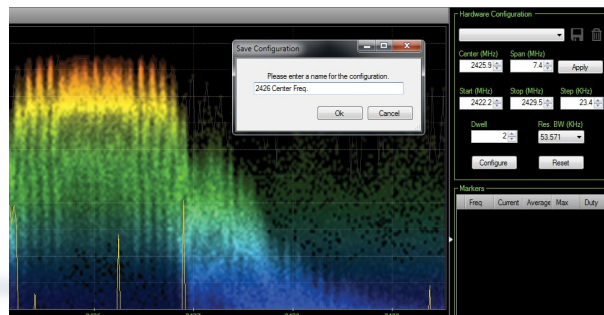 Hardware Configuration
Save Configuration
Please enter a name for the configuration.
2426 Center Freq.
Ok Cancel
Center (MHz) Span (MHz)
2425.9 7.4 Apply
Start (MHz) Stop (MHz) Step (KHz)
2422.2 2429.5 23.4
Dwell Res. BW (KHz)
2 53.571
Configure Reset
Markers
Freq Current Average Max Duty